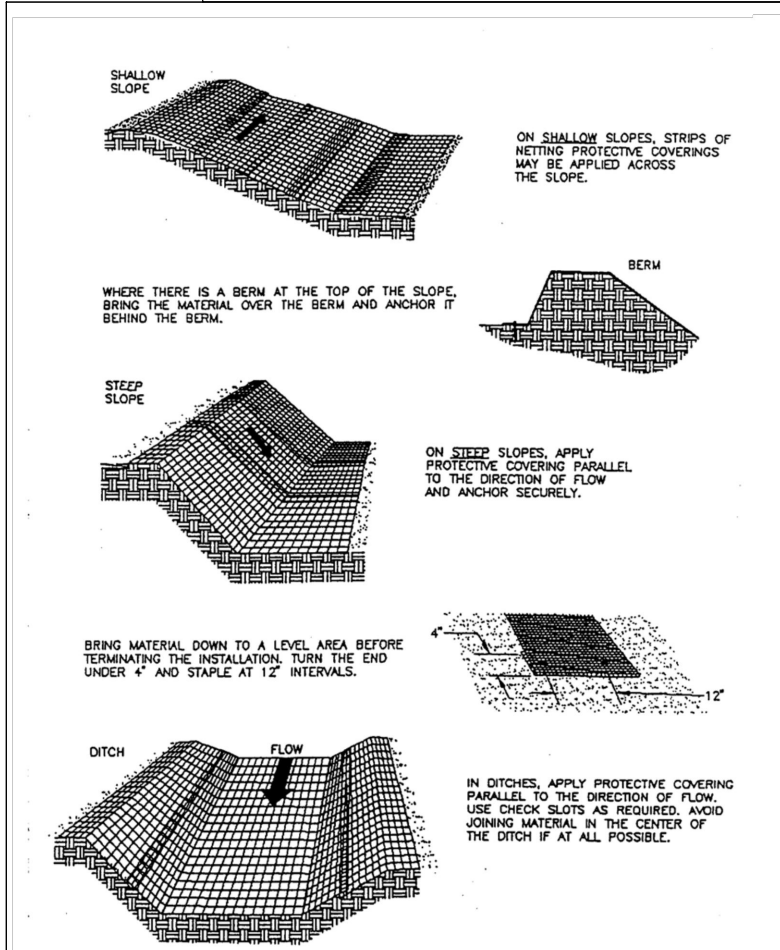 SHALLOW
SLOPE
ON SHALLOW SLOPES, STRIPS OF
NETTING PROTECTIVE COVERINGS
MAY BE APPLIED ACROSS
THE SLOPE.
BERM
WHERE THERE IS A BERM AT THE TOP OF THE SLOPE,
BRING THE MATERIAL OVER THE BERM AND ANCHOR IT
BEHIND THE BERM.
STEEP
SLOPE
ON STEEP SLOPES, APPLY
PROTECTIVE COVERING PARALLEL
TO THE DIRECTION OF FLOW
AND ANCHOR SECURELY.
BRING MATERIAL DOWN TO A LEVEL AREA BEFORE
TERMINATING THE INSTALLATION. TURN THE END
UNDER 4" AND STAPLE AT 12" INTERVALS.
4"
12"
DITCH
FLOW
IN DITCHES, APPLY PROTECTIVE COVERING
PARALLEL TO THE DIRECTION OF FLOW.
USE CHECK SLOTS AS REQUIRED. AVOID
JOINING MATERIAL IN THE CENTER OF
THE DITCH IF AT ALL POSSIBLE.